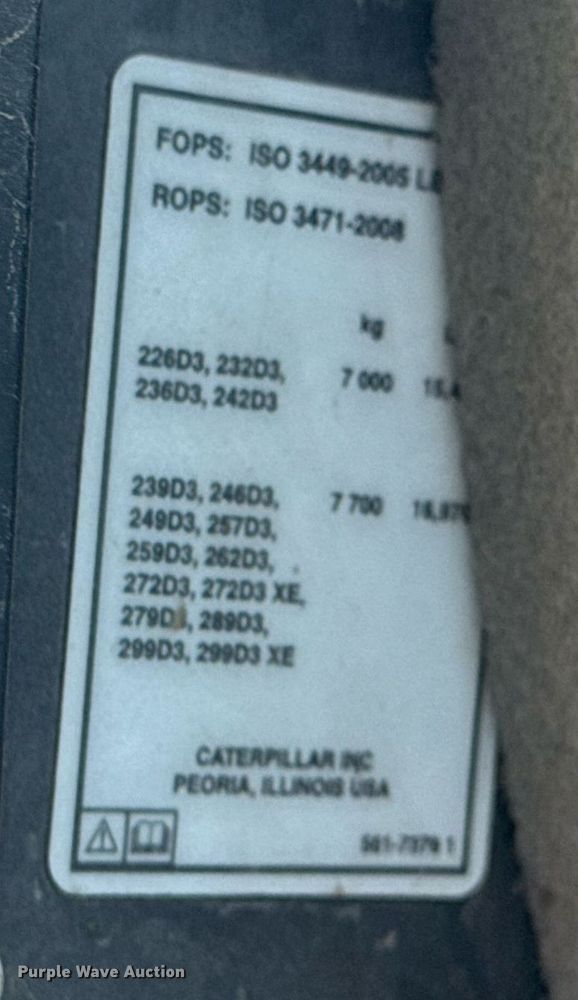 FOPS: ISO 3449-2005
ROPS: ISO 3471-2008
kg
226D3, 232D3, 7 000
236D3, 242D3
239D3, 246D3, 7 700
249D3, 257D3,
259D3, 262D3,
272D3, 272D3 XE,
279D3, 289D3,
299D3, 299D3 XE
CATERPILLAR INC
PEORIA, ILLINOIS USA
Purple Wave Auction